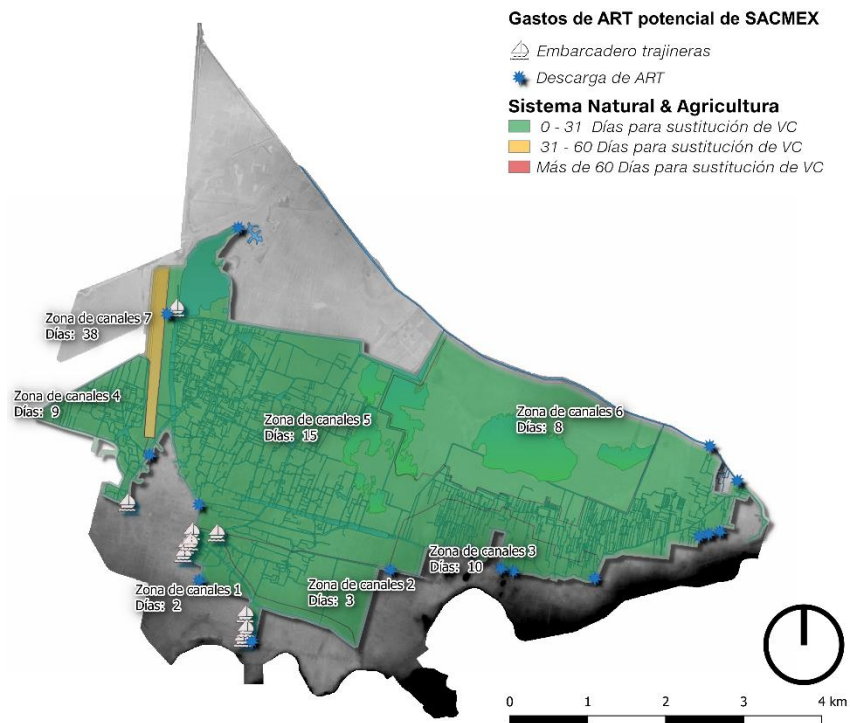 Gastos de ART potencial de SACMEX
Embarcadero trajineras
Descarga de ART
Sistema Natural & Agricultura
0 - 31 Días para sustitución de VC
31 - 60 Días para sustitución de VC
Más de 60 Días para sustitución de VC
Zona de canales 7
Días: 38
Zona de canales 4
Días: 9
Zona de canales 5
Días: 15
Zona de canales 6
Días: 8
Zona de canales 3
Días: 10
Zona de canales 1
Días: 2
Zona de canales 2
Días: 3
0 1 2 3 4 km